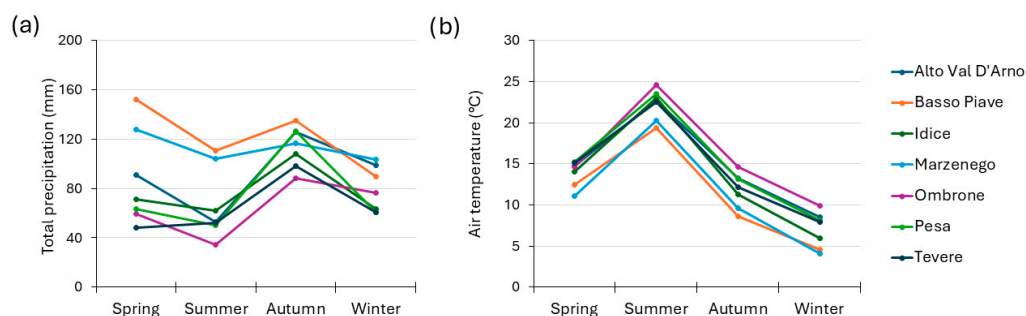 (a)
Total precipitation (mm)
200
160
120
80
40
0
Spring Summer Autumn Winter
(b)
Air temperature (°C)
30
25
20
15
10
5
0
Spring Summer Autumn Winter
Alto Val D'Arno
Basso Piave
Idice
Marzenego
Ombrone
Pesa
Tevere